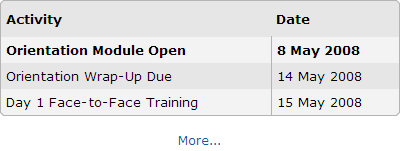 Activity Date
Orientation Module Open 8 May 2008
Orientation Wrap-Up Due 14 May 2008
Day 1 Face-to-Face Training 15 May 2008
More...